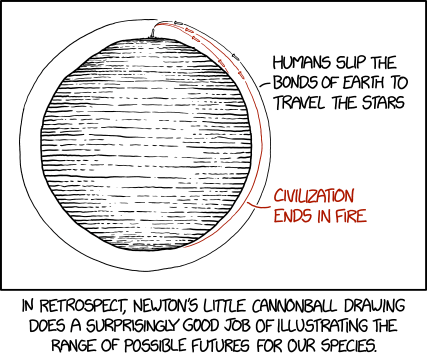 HUMANS SLIP THE
BONDS OF EARTH TO
TRAVEL THE STARS
CIVILIZATION
ENDS IN FIRE
IN RETROSPECT, NEWTON'S LITTLE CANNONBALL DRAWING
DOES A SURPRISINGLY GOOD JOB OF ILLUSTRATING THE
RANGE OF POSSIBLE FUTURES FOR OUR SPECIES.